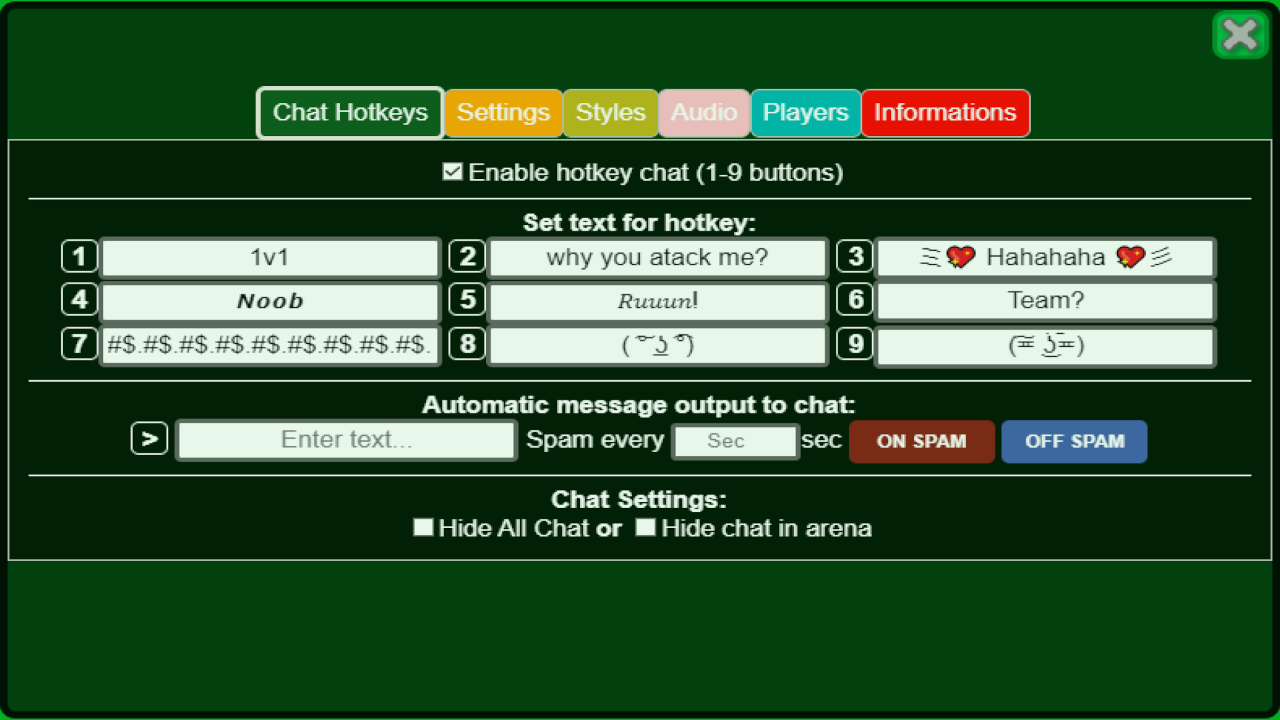 Chat Hotkeys Settings Styles Audio Players Informations
Enable hotkey chat (1-9 buttons)
Set text for hotkey:
1 1v1 2 why you atack me? 3 ミ💖 Hahahaha 💖彡
4 Noob 5 Ruuun! 6 Team?
7 #$.#$.#$.#$.#$.#$.#$.#$.#$. 8 ( ͠° ͟ʖ ͡°) 9
Automatic message output to chat:
> Enter text... Spam every Sec sec ON SPAM OFF SPAM
Chat Settings:
Hide All Chat or Hide chat in arena